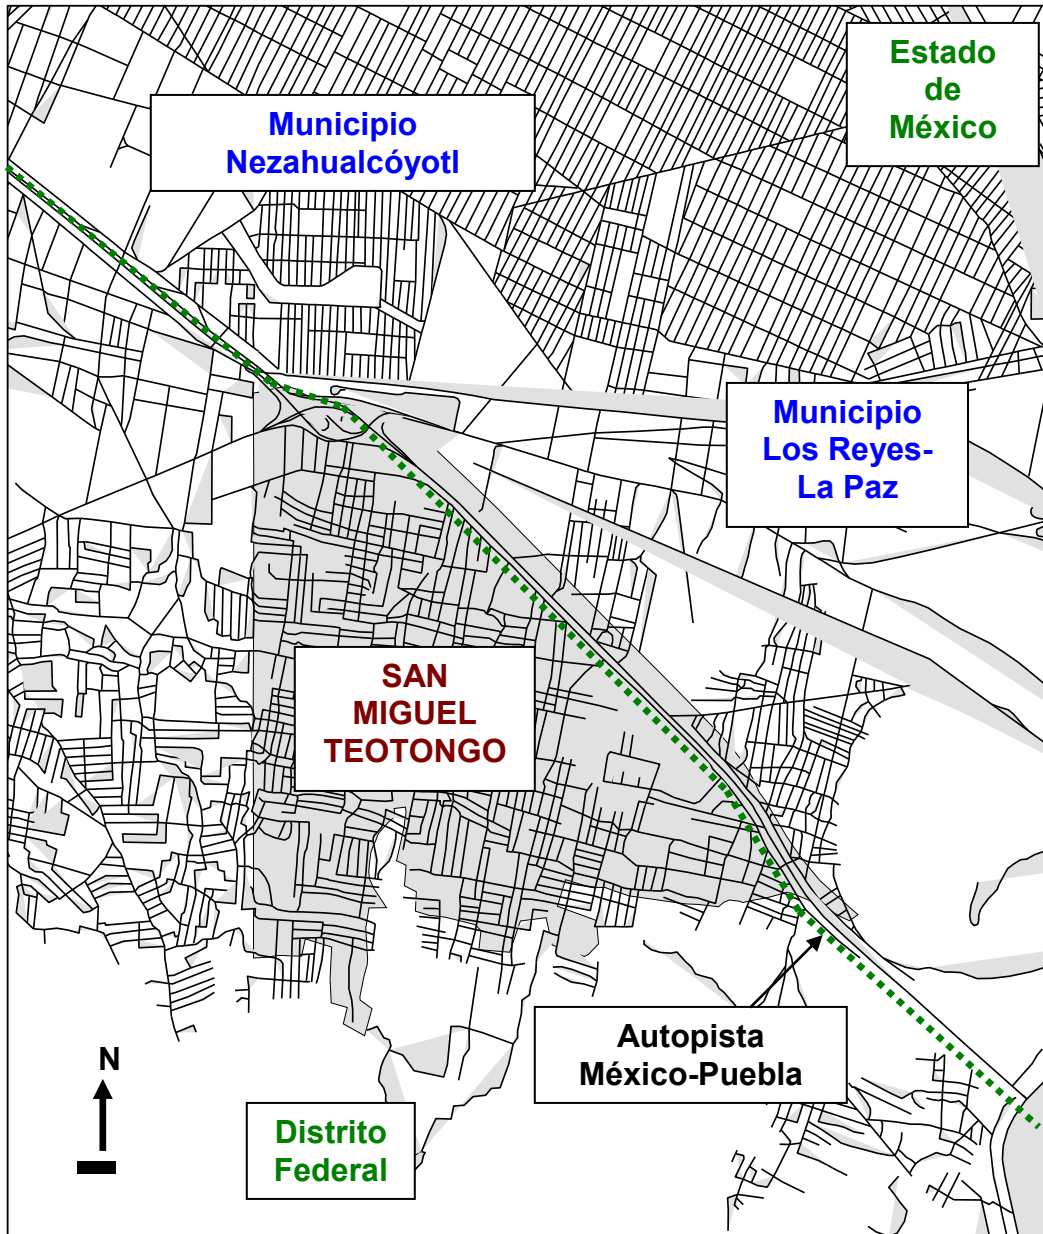 Estado
de
México
Municipio
Nezahualcóyotl
Municipio
Los Reyes-
La Paz
SAN
MIGUEL
TEOTONGO
Autopista
México-Puebla
N
Distrito
Federal